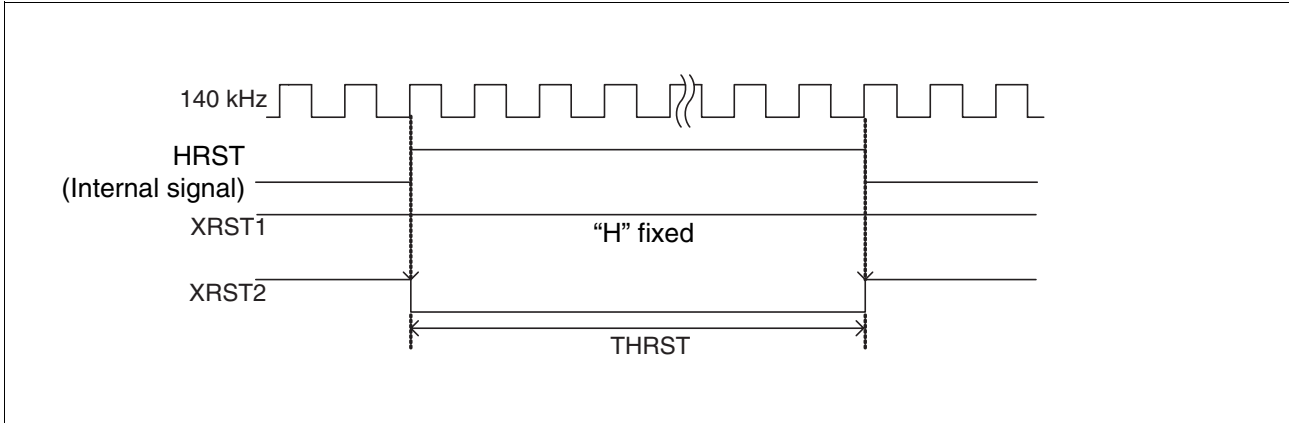 140 kHz
HRST
(Internal signal)
XRST1
“H” fixed
XRST2
THRST